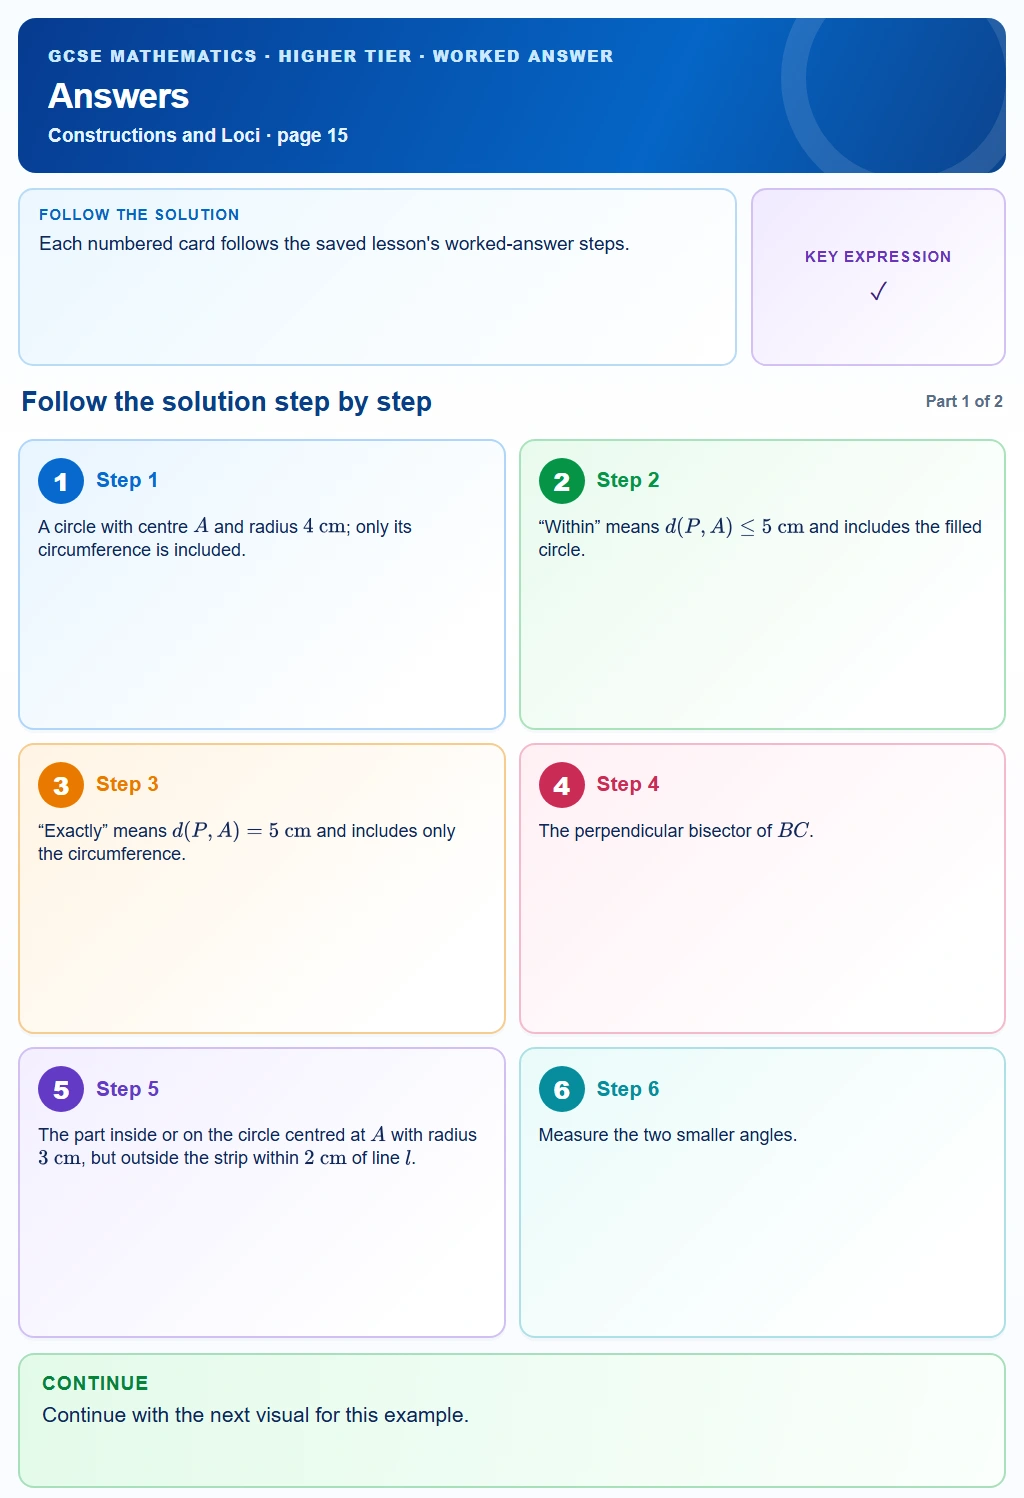 GCSE MATHEMATICS · HIGHER TIER · WORKED ANSWER
Answers
Constructions and Loci · page 15
FOLLOW THE SOLUTION
Each numbered card follows the saved lesson's worked-answer steps.
KEY EXPRESSION
✓
Follow the solution step by step
Part 1 of 2
1 Step 1
A circle with centre A and radius 4 cm; only its
circumference is included.
2 Step 2
“Within” means d(P, A) ≤ 5 cm and includes the filled
circle.
3 Step 3
“Exactly” means d(P, A) = 5 cm and includes only
the circumference.
4 Step 4
The perpendicular bisector of BC.
5 Step 5
The part inside or on the circle centred at A with radius
3 cm, but outside the strip within 2 cm of line l.
6 Step 6
Measure the two smaller angles.
CONTINUE
Continue with the next visual for this example.